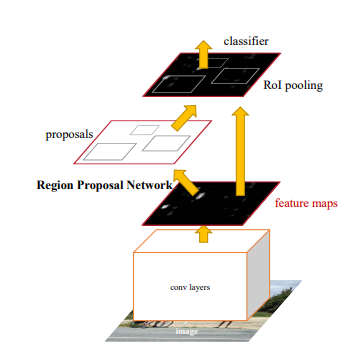 classifier
RoI pooling
proposals
Region Proposal Network
feature maps
conv layers
image